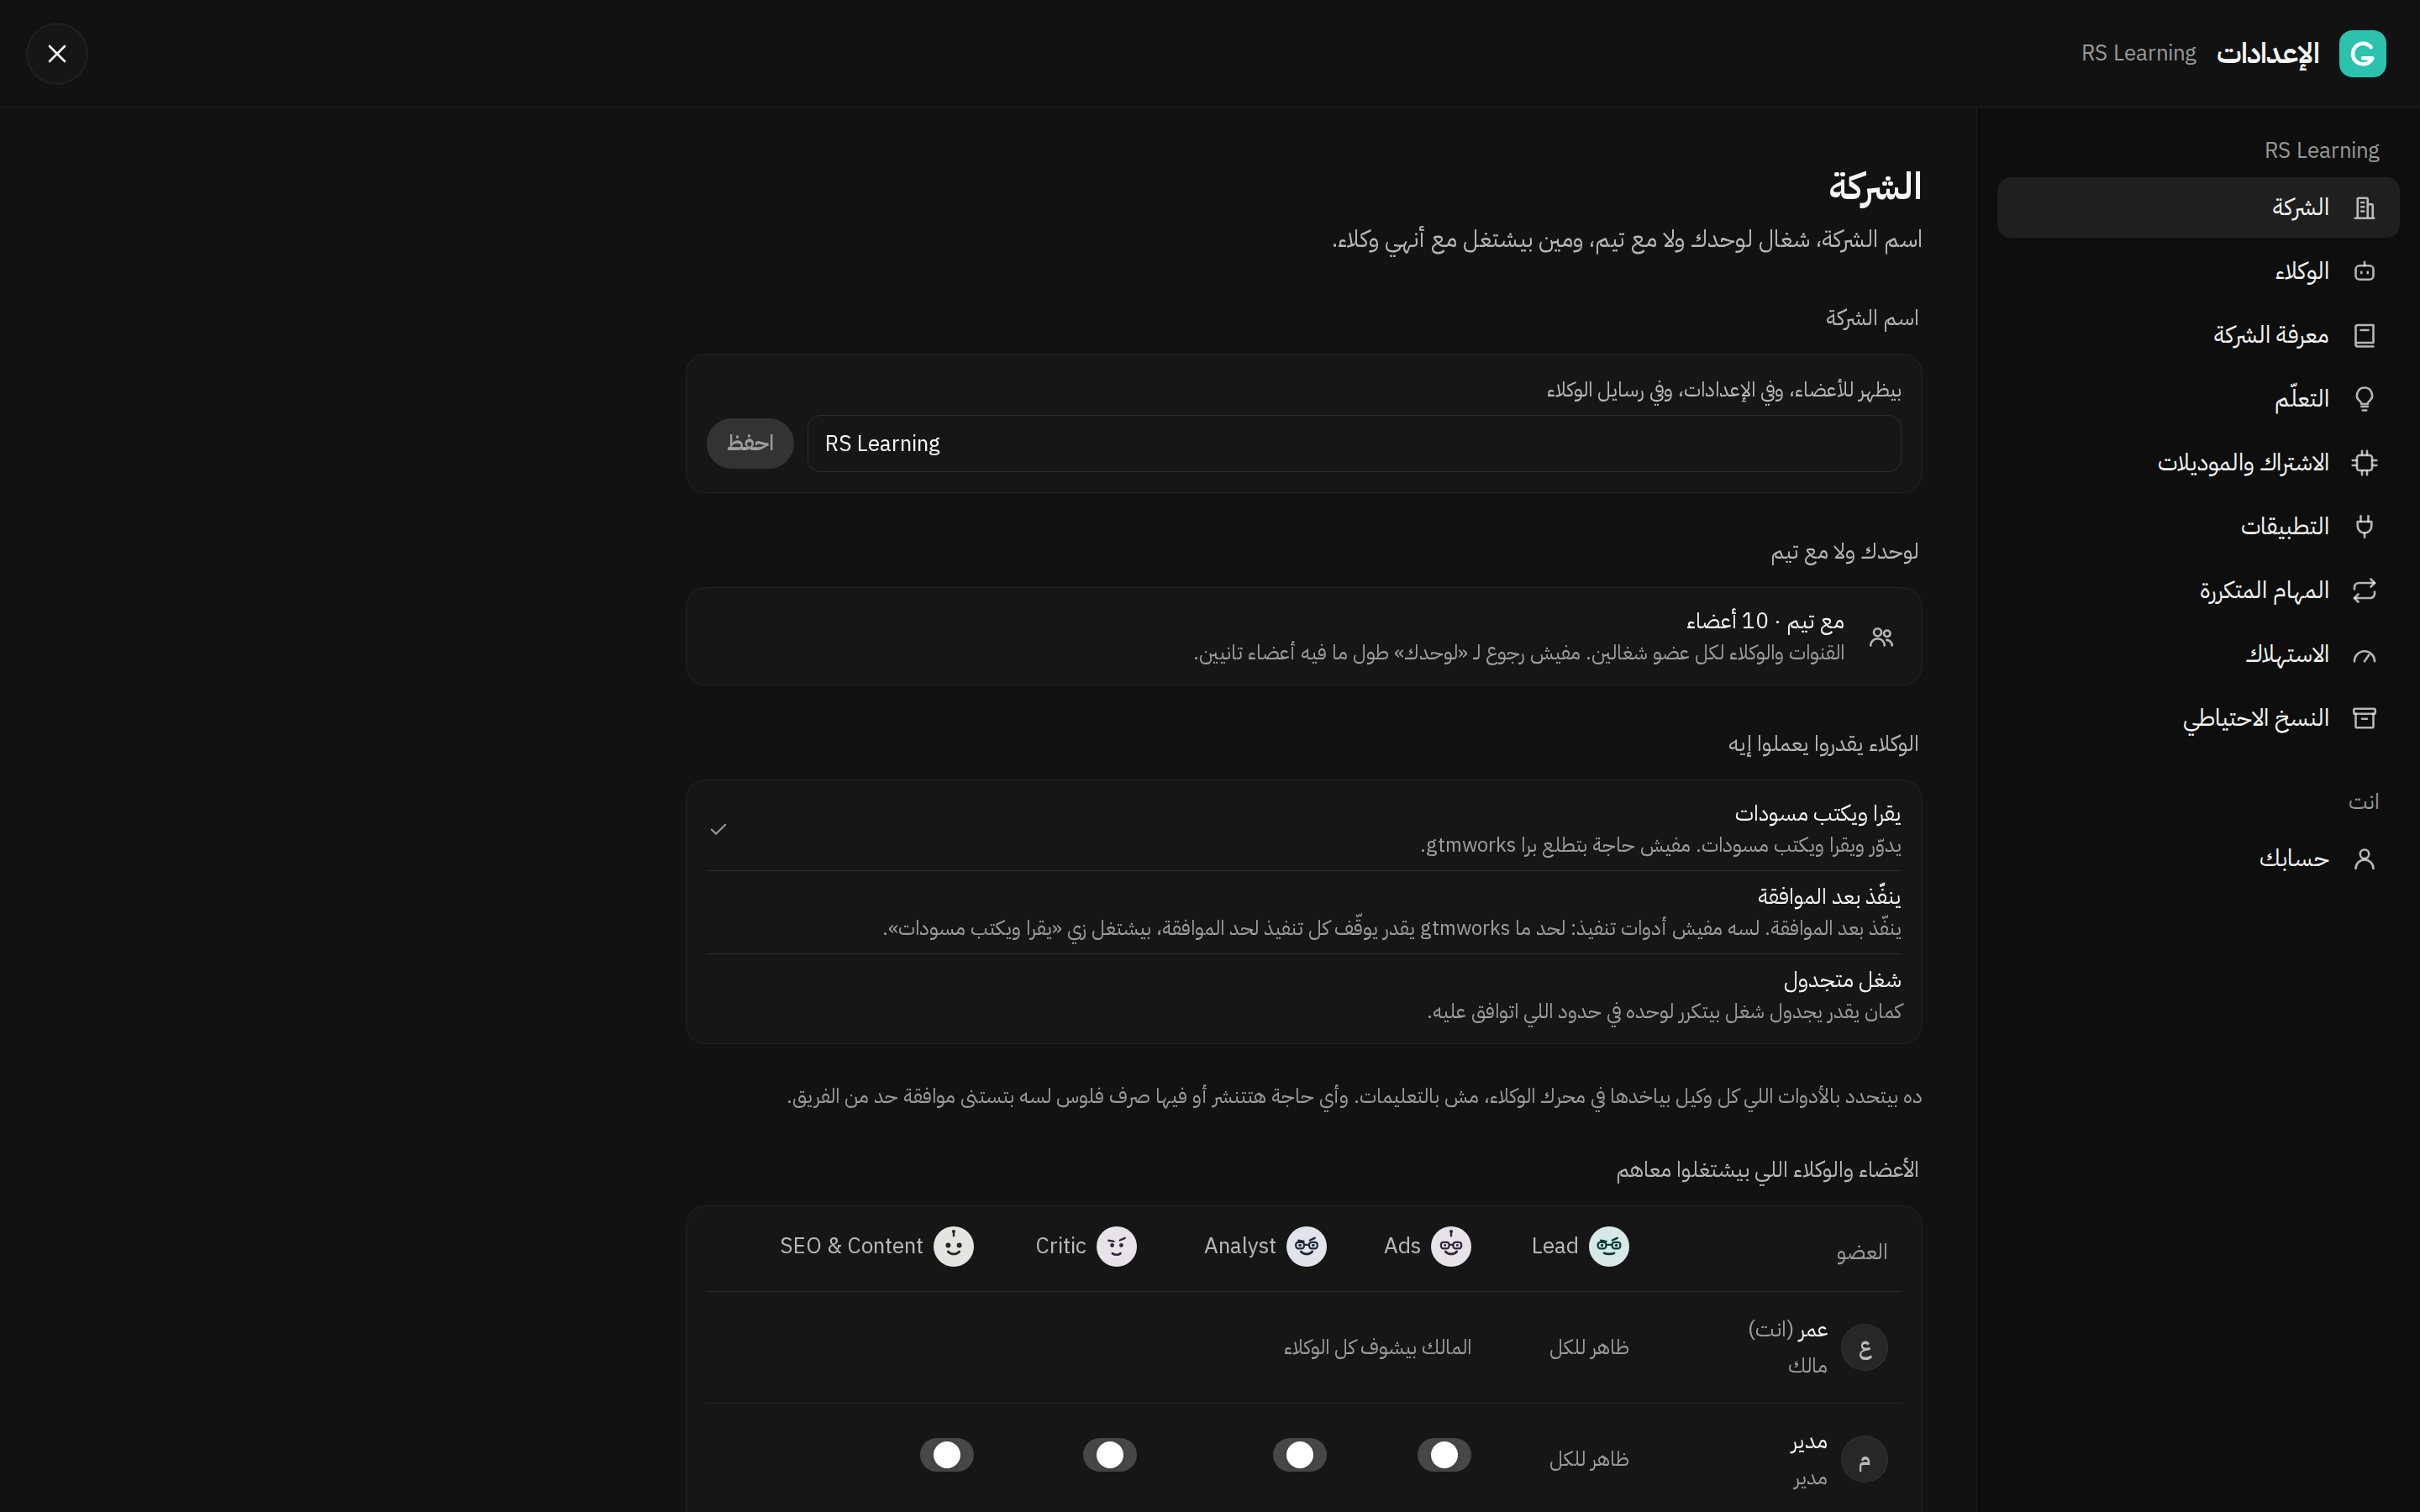 الإعدادات RS Learning
RS Learning
الشركة
الوكلاء
معرفة الشركة
التعلّم
الاشتراك والموديلات
التطبيقات
المهام المتكررة
الاستهلاك
النسخ الاحتياطي
انت
حسابك
الشركة
اسم الشركة، شغال لوحدك ولا مع تيم، ومين بيشتغل مع أنهي وكلاء.
اسم الشركة
بيظهر للأعضاء، وفي الإعدادات، وفي رسايل الوكلاء
RS Learning
احفظ
لوحدك ولا مع تيم
مع تيم · 10 أعضاء
القنوات والوكلاء لكل عضو شغالين. مفيش رجوع لـ «لوحدك» طول ما فيه أعضاء تانيين.
الوكلاء يقدروا يعملوا إيه
يقرا ويكتب مسودات
يدوّر ويقرا ويكتب مسودات. مفيش حاجة بتطلع برا gtmworks.
ينفّذ بعد الموافقة
ينفّذ بعد الموافقة. لسه مفيش أدوات تنفيذ: لحد ما gtmworks يقدر يوقّف كل تنفيذ لحد الموافقة، بيشتغل زي «يقرا ويكتب مسودات».
شغل متجدول
كمان يقدر يجدول شغل بيتكرر لوحده في حدود اللي اتوافق عليه.
ده بيتحدد بالأدوات اللي كل وكيل بياخدها في محرك الوكلاء، مش بالتعليمات. وأي حاجة هتتنشر أو فيها صرف فلوس لسه بتستنى موافقة حد من الفريق.
الأعضاء والوكلاء اللي بيشتغلوا معاهم
العضو Lead Ads Analyst Critic SEO & Content
ع عمر (انت)
مالك
ظاهر للكل
المالك بيشوف كل الوكلاء
م مدير
مدير
ظاهر للكل